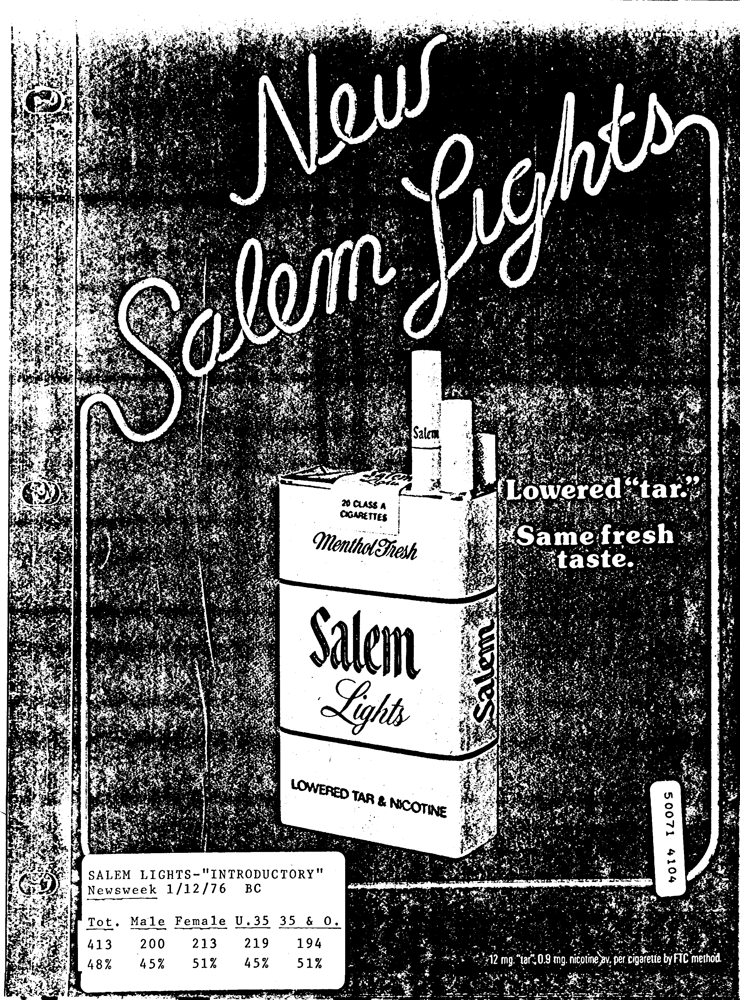 New
Salem Lights
Salem
20 CLASS A
CIGARETTES
Menthol Fresh
Salem
Lights
Salem
LOWERED TAR & NICOTINE
Lowered “tar.”
Same fresh
taste.
50071 4104
SALEM LIGHTS-"INTRODUCTORY"
Newsweek 1/12/76 BC
Tot. Male Female U.35 35 & O.
413 200 213 219 194
48% 45% 51% 45% 51%
12 mg. "tar", 0.9 mg. nicotine av. per cigarette by FTC method.